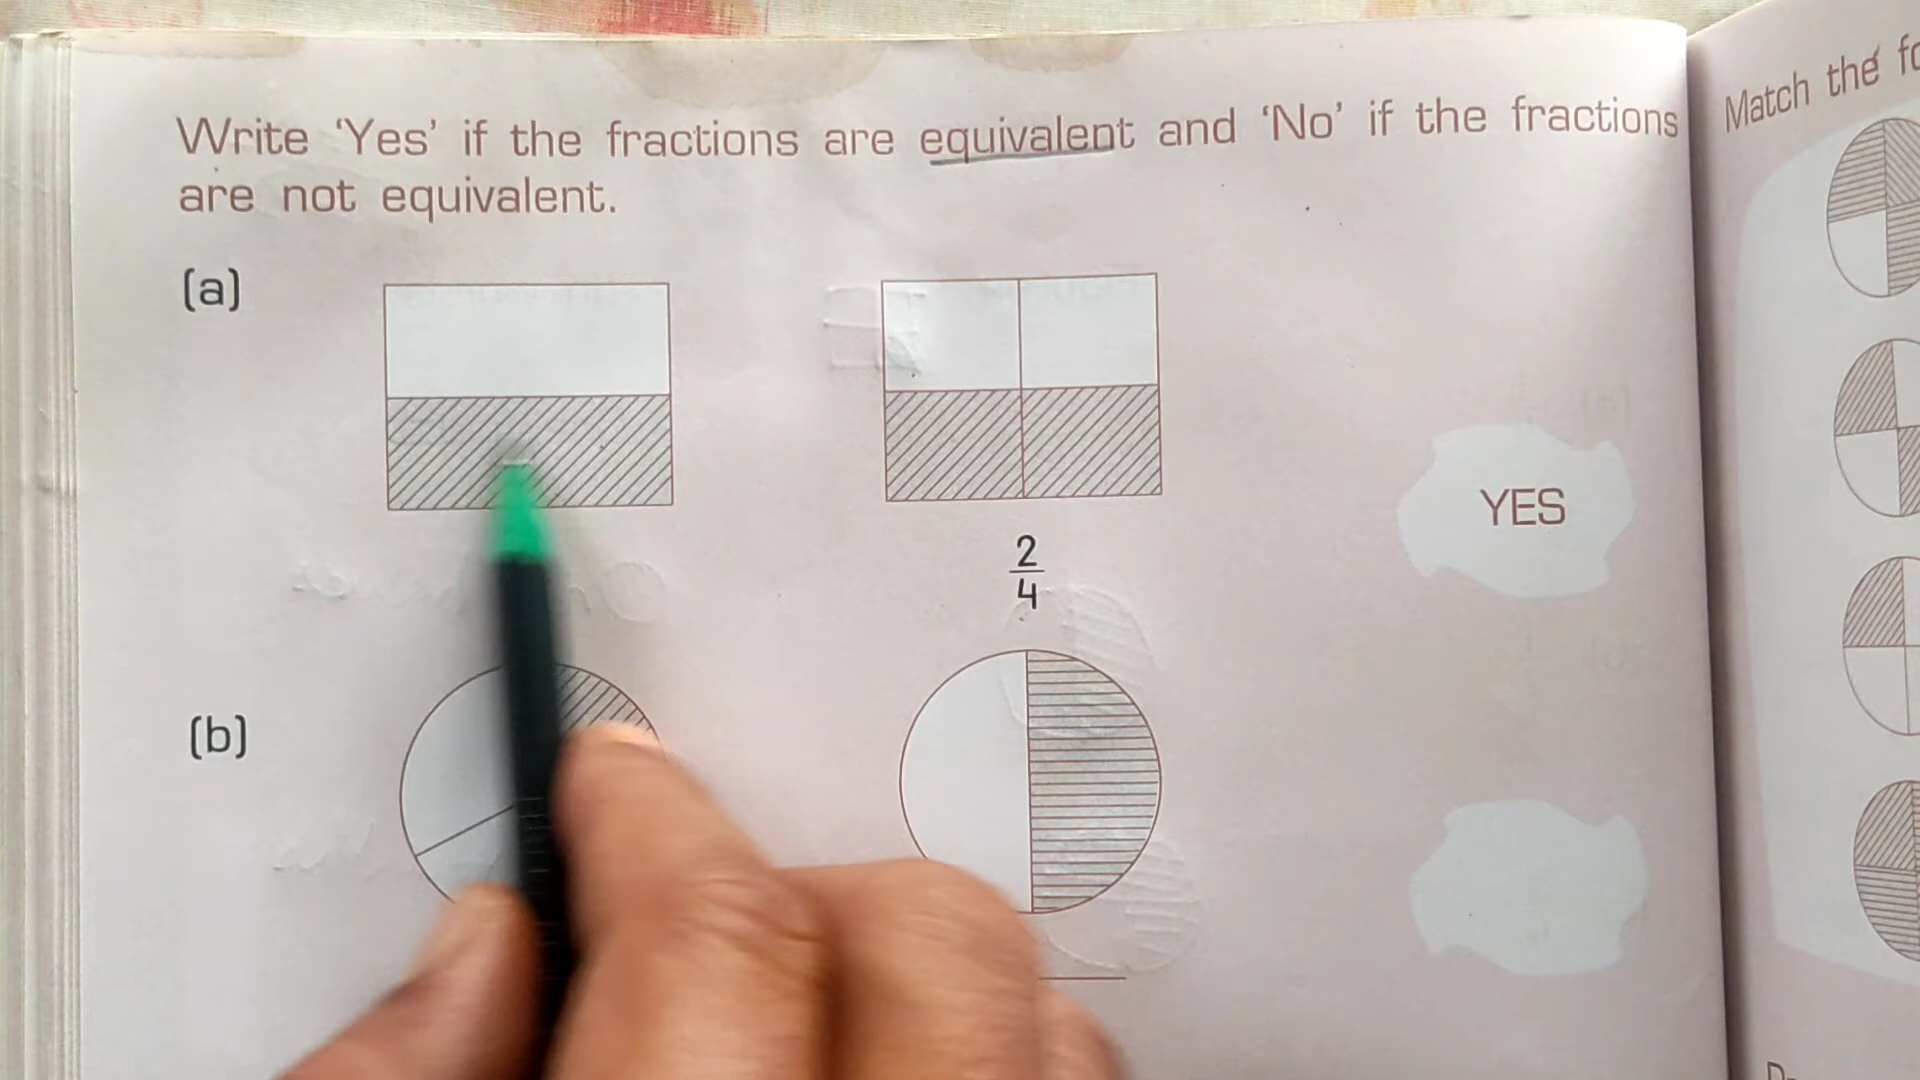 Write ‘Yes’ if the fractions are equivalent and ‘No’ if the fractions
are not equivalent.
(a)
2
4
YES
(b)
Match the